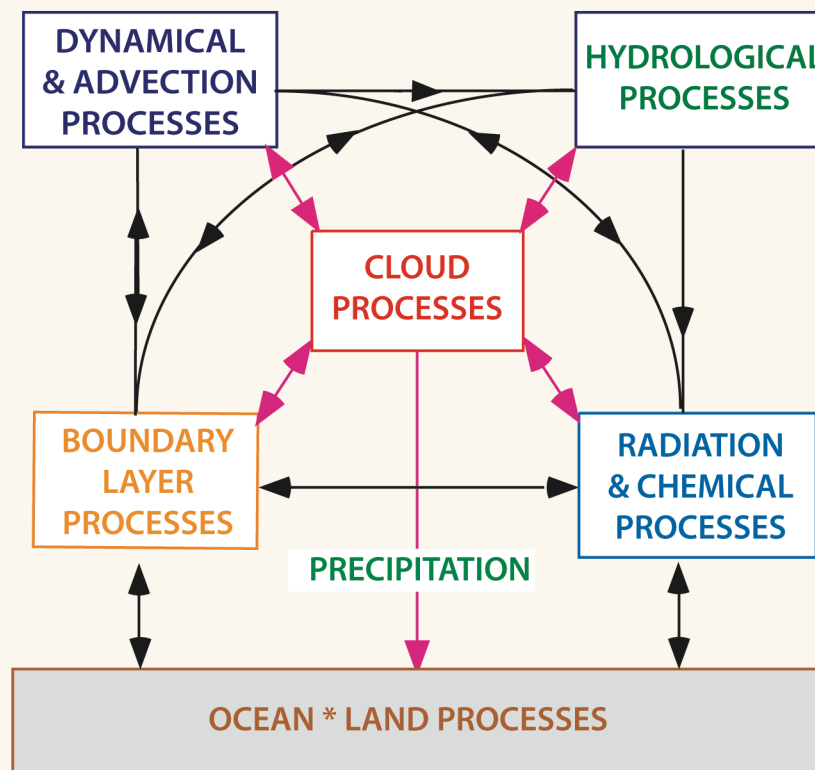 DYNAMICAL
& ADVECTION
PROCESSES
HYDROLOGICAL
PROCESSES
CLOUD
PROCESSES
BOUNDARY
LAYER
PROCESSES
RADIATION
& CHEMICAL
PROCESSES
PRECIPITATION
OCEAN * LAND PROCESSES